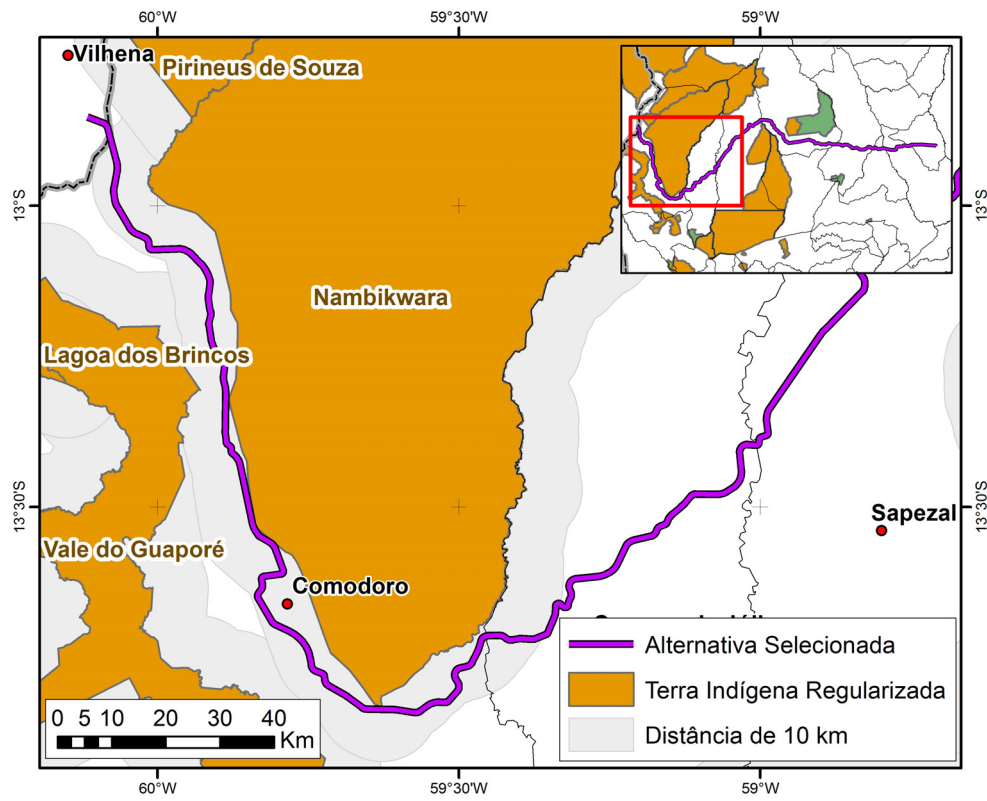 60°W 59°30'W 59°W
Vilhena
Pirineus de Souza
13°S
13°S
Nambikwara
Lagoa dos Brincos
13°30'S
13°30'S
Sapezal
Vale do Guaporé
Comodoro
Alternativa Selecionada
Terra Indígena Regularizada
Distância de 10 km
0 5 10 20 30 40
Km
60°W 59°30'W 59°W